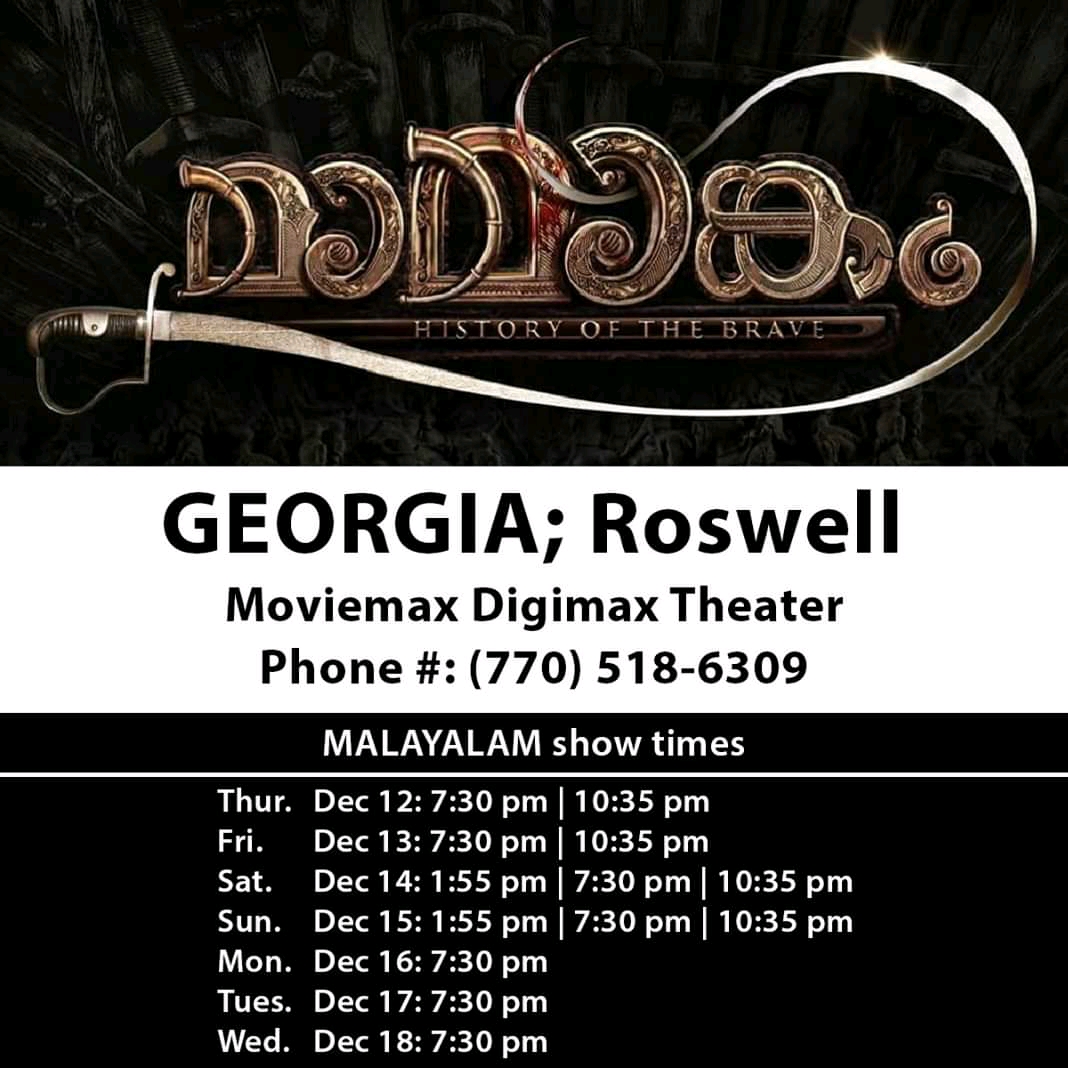 മാമാങ്കം
HISTORY OF THE BRAVE
GEORGIA; Roswell
Moviemax Digimax Theater
Phone #: (770) 518-6309
MALAYALAM show times
Thur. Dec 12: 7:30 pm | 10:35 pm
Fri. Dec 13: 7:30 pm | 10:35 pm
Sat. Dec 14: 1:55 pm | 7:30 pm | 10:35 pm
Sun. Dec 15: 1:55 pm | 7:30 pm | 10:35 pm
Mon. Dec 16: 7:30 pm
Tues. Dec 17: 7:30 pm
Wed. Dec 18: 7:30 pm